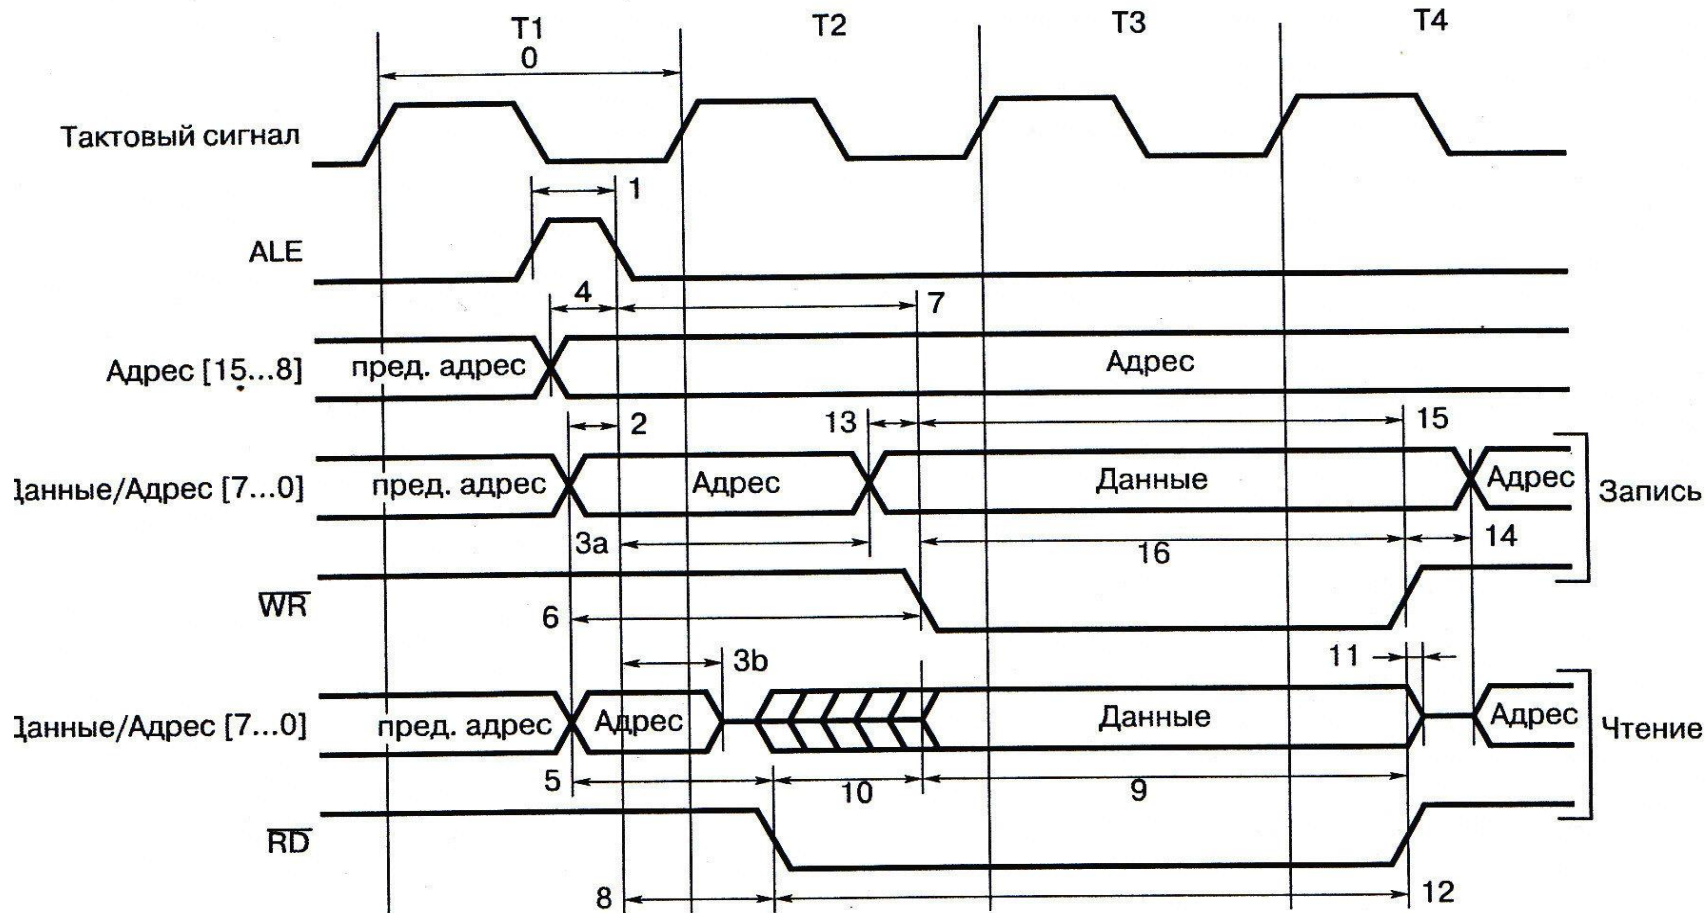 T1 T2 T3 T4
0
Тактовый сигнал
1
ALE
4 7
Адрес [15...8] пред. адрес Адрес
2 13 15
Данные/Адрес [7...0] пред. адрес Адрес Данные Адрес Запись
3a 16 14
WR
6
3b 11
Данные/Адрес [7...0] пред. адрес Адрес Данные Адрес Чтение
5 10 9
RD
8 12